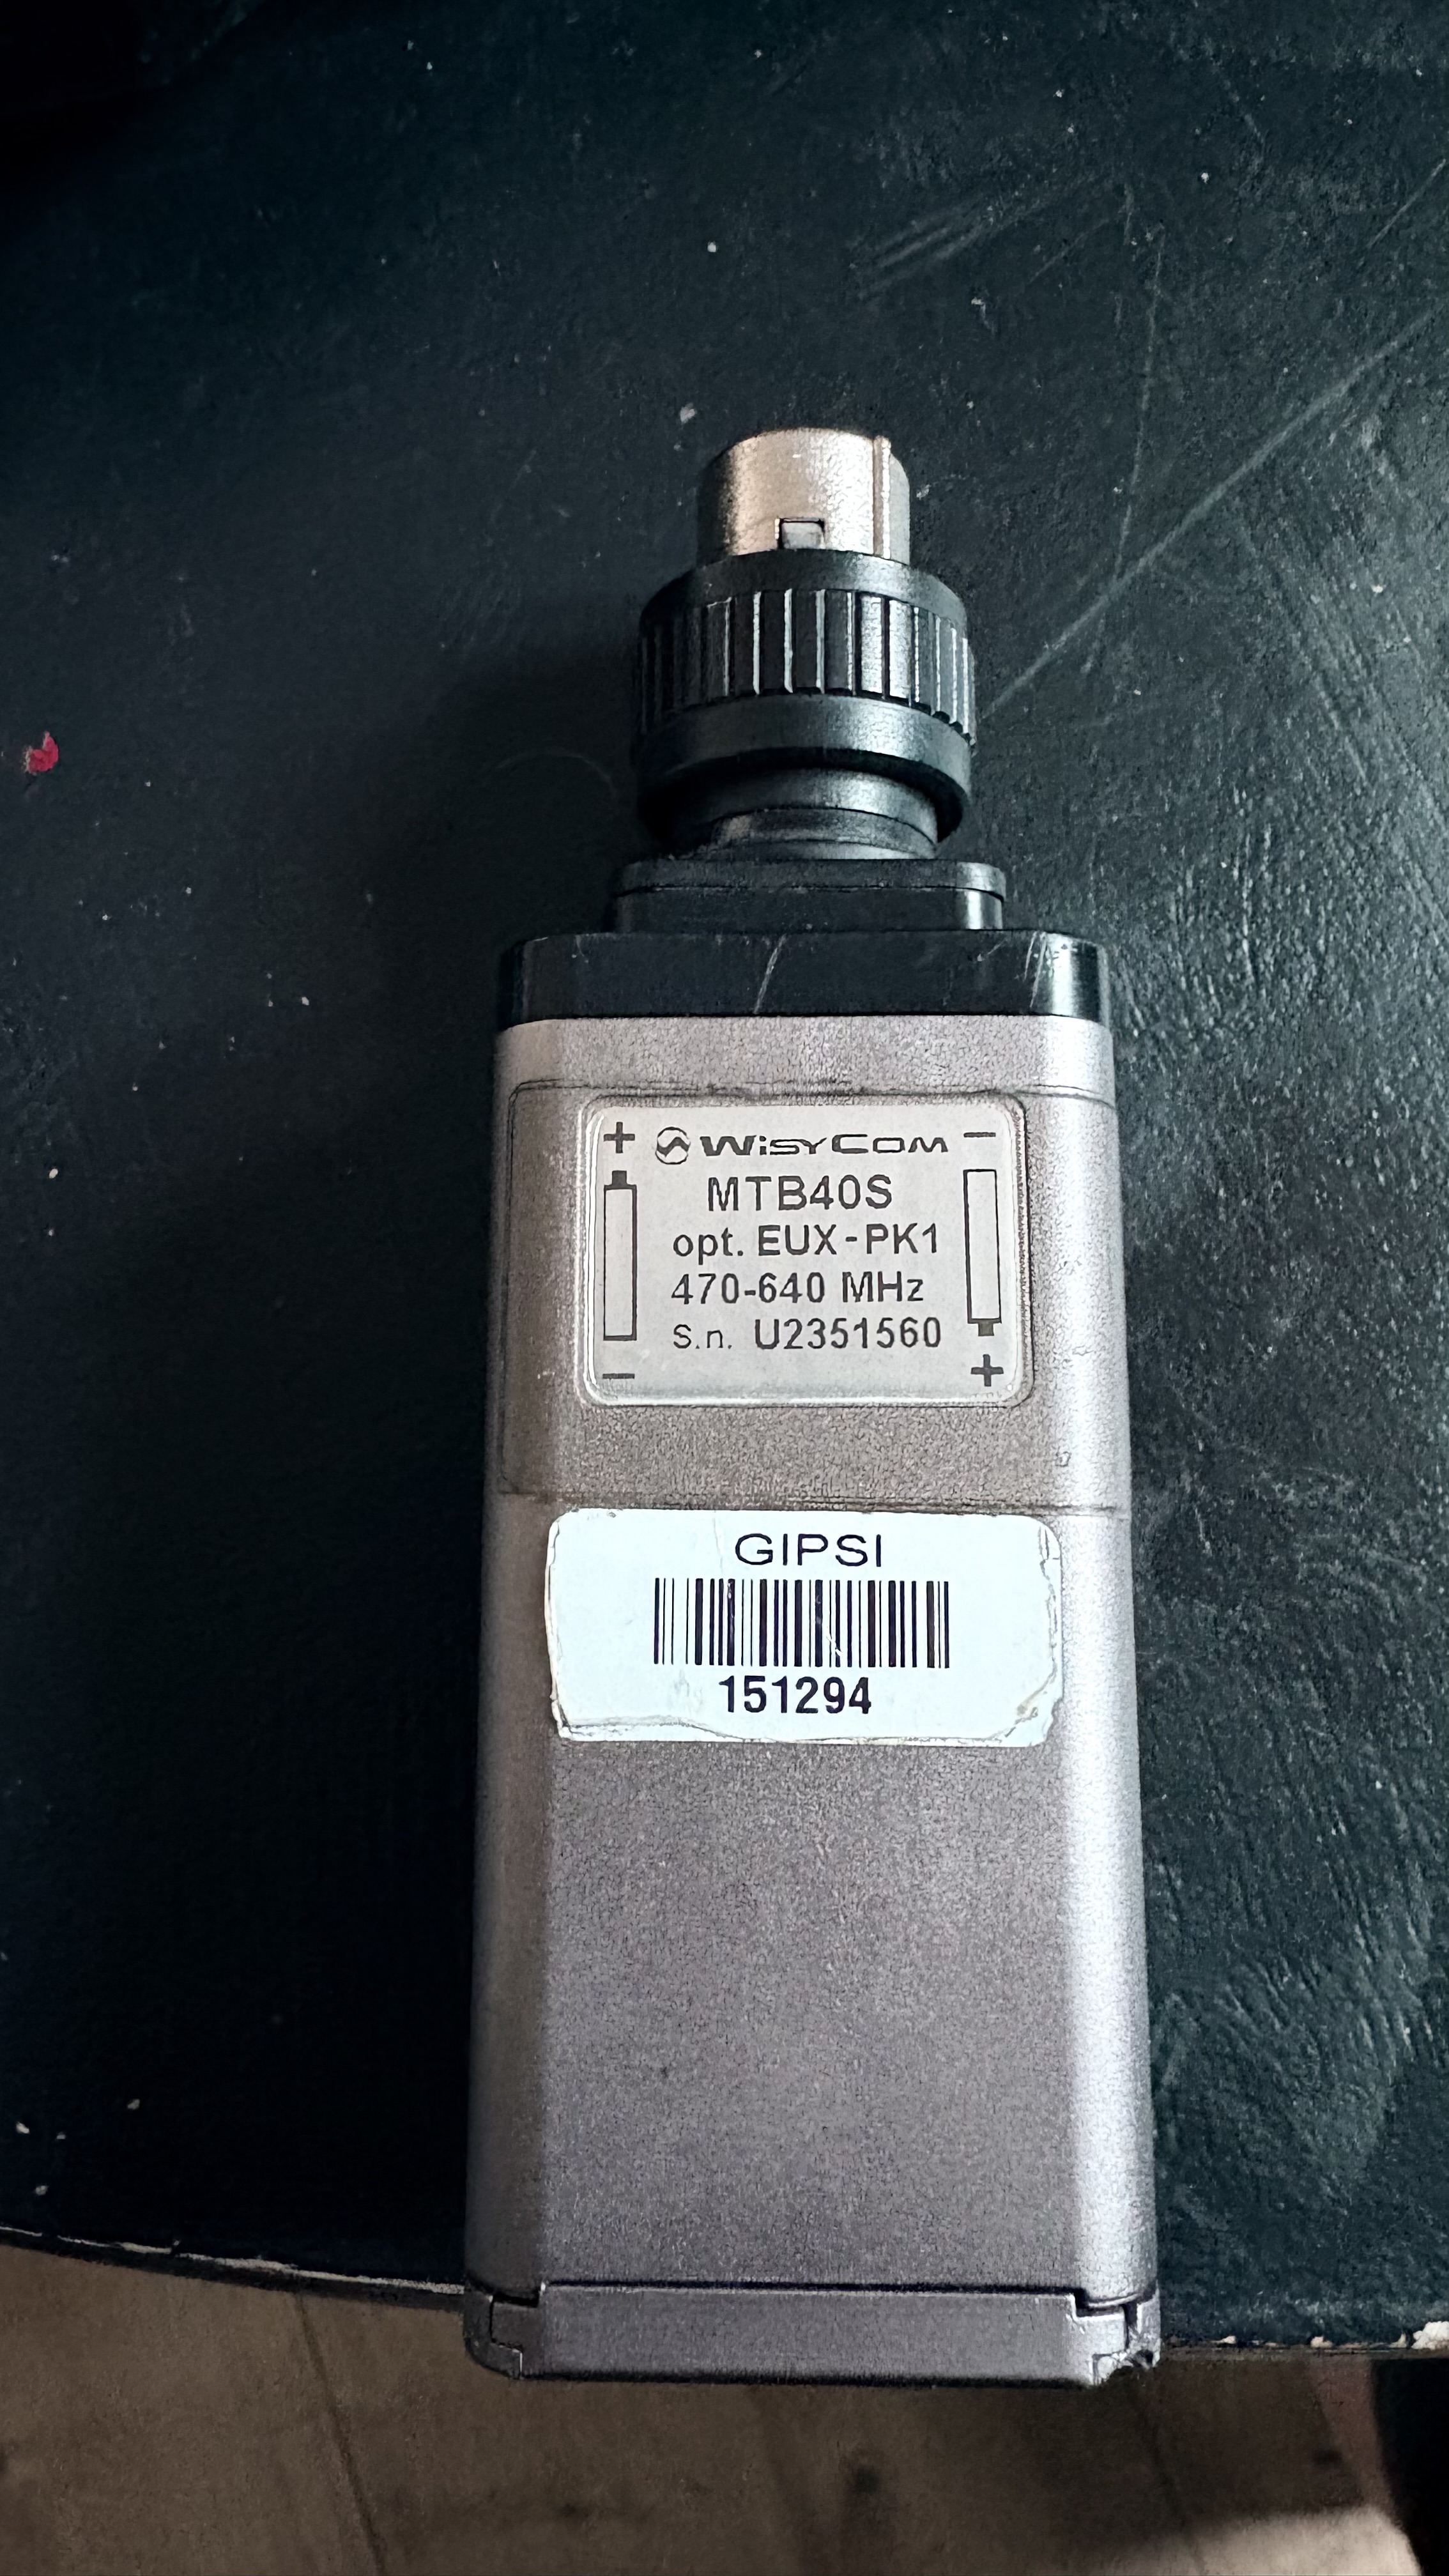 + WISYCOM −
MTB40S
opt. EUX-PK1
470-640 MHz
S.n. U2351560
− +
GIPSI
151294